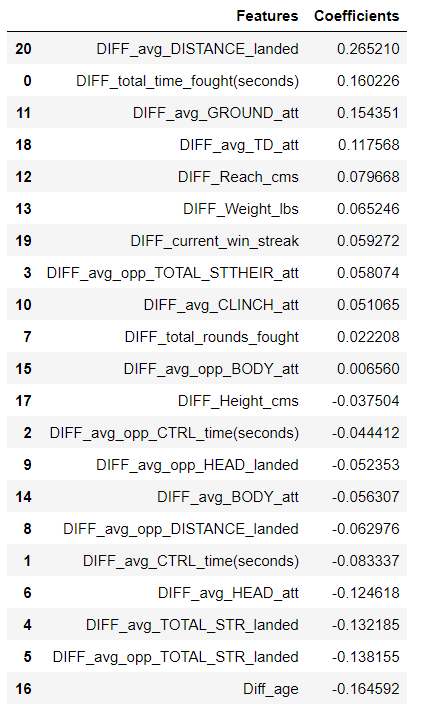 Features Coefficients
20 DIFF_avg_DISTANCE_landed 0.265210
0 DIFF_total_time_fought(seconds) 0.160226
11 DIFF_avg_GROUND_att 0.154351
18 DIFF_avg_TD_att 0.117568
12 DIFF_Reach_cms 0.079668
13 DIFF_Weight_lbs 0.065246
19 DIFF_current_win_streak 0.059272
3 DIFF_avg_opp_TOTAL_STTHEIR_att 0.058074
10 DIFF_avg_CLINCH_att 0.051065
7 DIFF_total_rounds_fought 0.022208
15 DIFF_avg_opp_BODY_att 0.006560
17 DIFF_Height_cms -0.037504
2 DIFF_avg_opp_CTRL_time(seconds) -0.044412
9 DIFF_avg_opp_HEAD_landed -0.052353
14 DIFF_avg_BODY_att -0.056307
8 DIFF_avg_opp_DISTANCE_landed -0.062976
1 DIFF_avg_CTRL_time(seconds) -0.083337
6 DIFF_avg_HEAD_att -0.124618
4 DIFF_avg_TOTAL_STR_landed -0.132185
5 DIFF_avg_opp_TOTAL_STR_landed -0.138155
16 Diff_age -0.164592